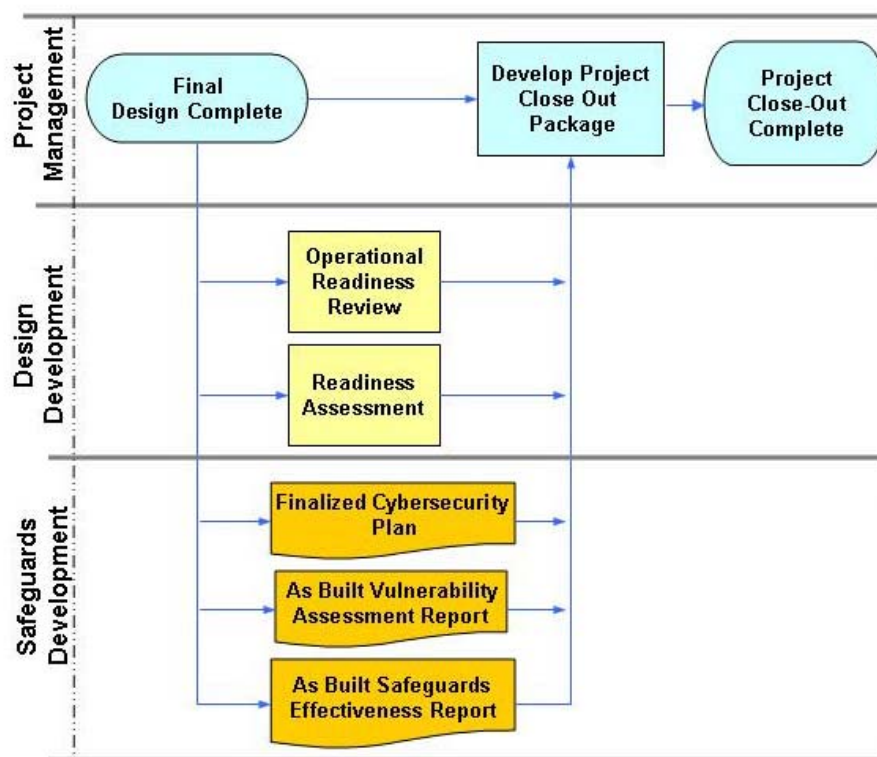 Project
Management
Final
Design Complete
Develop Project
Close Out
Package
Project
Close-Out
Complete
Design
Development
Operational
Readiness
Review
Readiness
Assessment
Safeguards
Development
Finalized Cybersecurity
Plan
As Built Vulnerability
Assessment Report
As Built Safeguards
Effectiveness Report